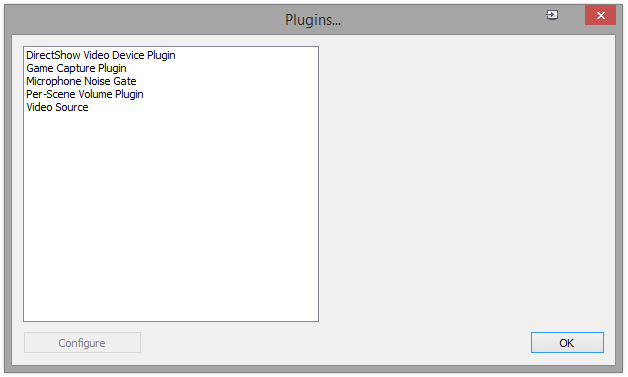 Plugins...
DirectShow Video Device Plugin
Game Capture Plugin
Microphone Noise Gate
Per-Scene Volume Plugin
Video Source
Configure
OK